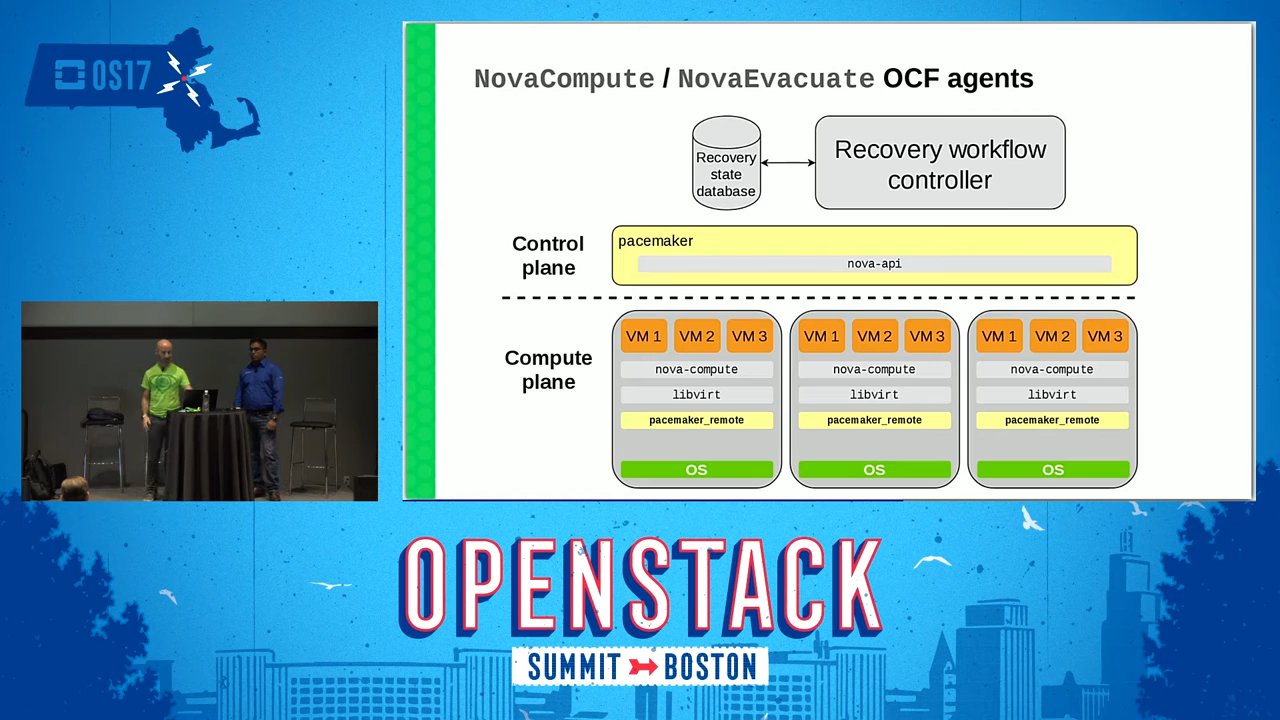 OS17
NovaCompute / NovaEvacuate OCF agents
Recovery
state
database
Recovery workflow
controller
Control
plane
pacemaker
nova-api
Compute
plane
VM 1 VM 2 VM 3
nova-compute
libvirt
pacemaker_remote
OS
VM 1 VM 2 VM 3
nova-compute
libvirt
pacemaker_remote
OS
VM 1 VM 2 VM 3
nova-compute
libvirt
pacemaker_remote
OS
OPENSTACK
SUMMIT BOSTON